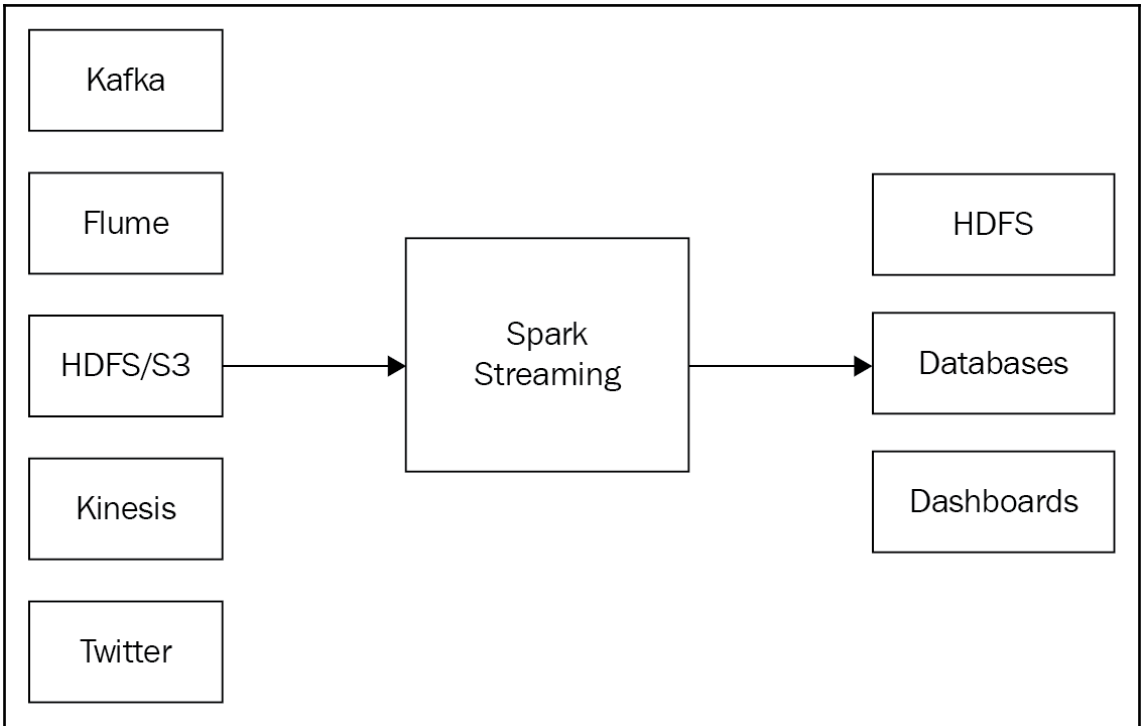 Kafka
Flume
HDFS/S3
Kinesis
Twitter
Spark
Streaming
HDFS
Databases
Dashboards